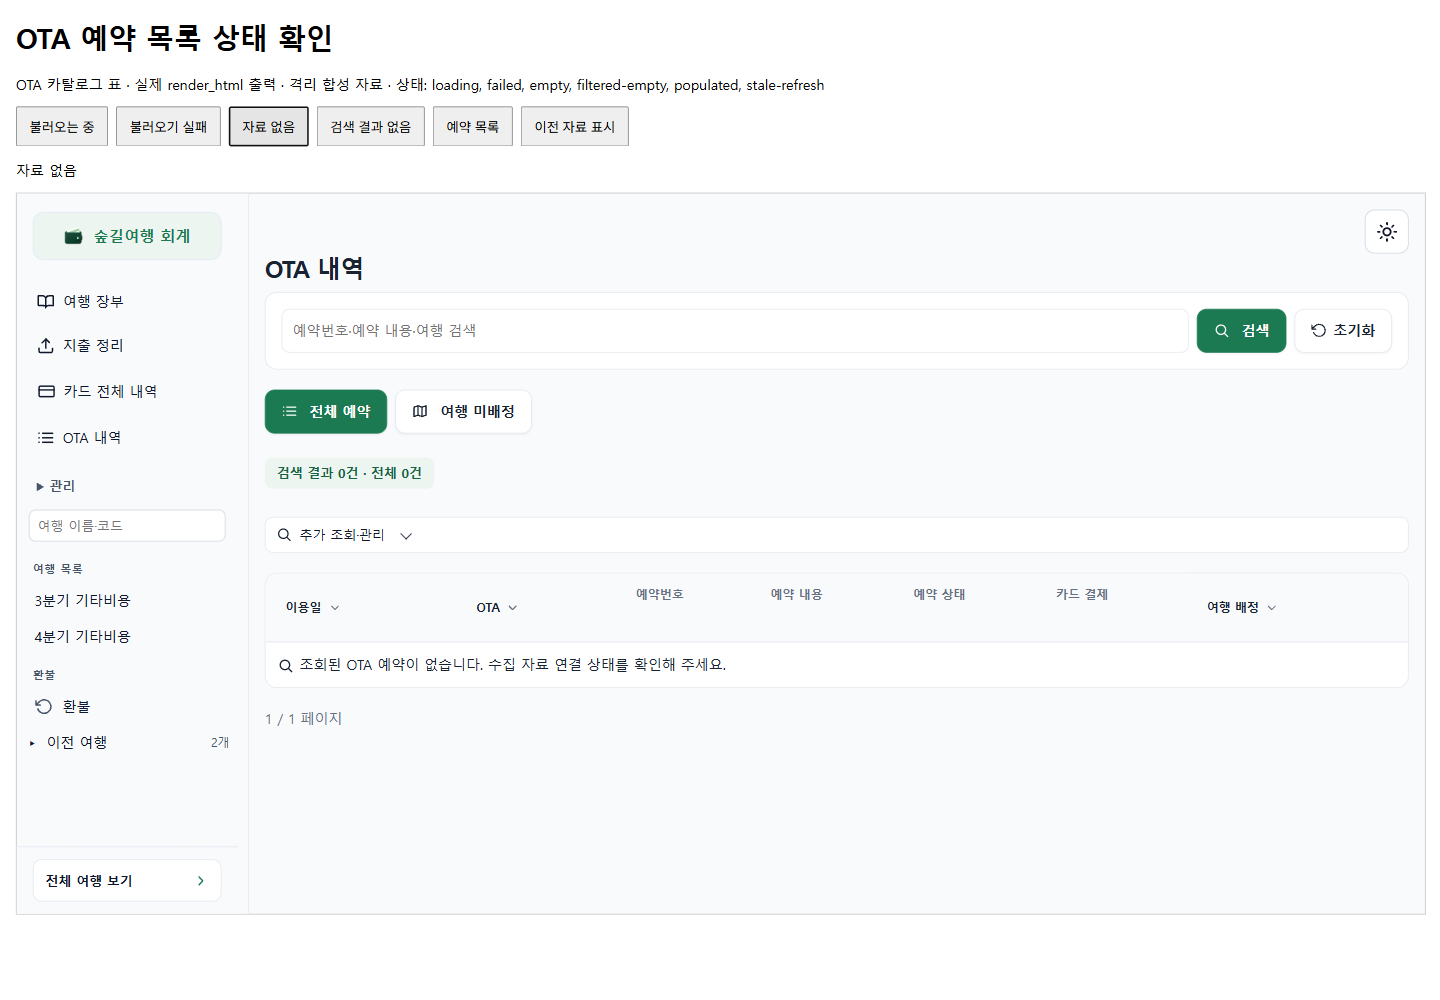 OTA 예약 목록 상태 확인
OTA 카탈로그 표 · 실제 render_html 출력 · 격리 합성 자료 · 상태: loading, failed, empty, filtered-empty, populated, stale-refresh
불러오는 중
불러오기 실패
자료 없음
검색 결과 없음
예약 목록
이전 자료 표시
자료 없음
숲길여행 회계
여행 장부
지출 정리
카드 전체 내역
OTA 내역
관리
여행 이름·코드
여행 목록
3분기 기타비용
4분기 기타비용
환불
환불
이전 여행 2개
전체 여행 보기
OTA 내역
예약번호·예약 내용·여행 검색
검색
초기화
전체 예약
여행 미배정
검색 결과 0건 · 전체 0건
추가 조회·관리
이용일 OTA 예약번호 예약 내용 예약 상태 카드 결제 여행 배정
조회된 OTA 예약이 없습니다. 수집 자료 연결 상태를 확인해 주세요.
1 / 1 페이지